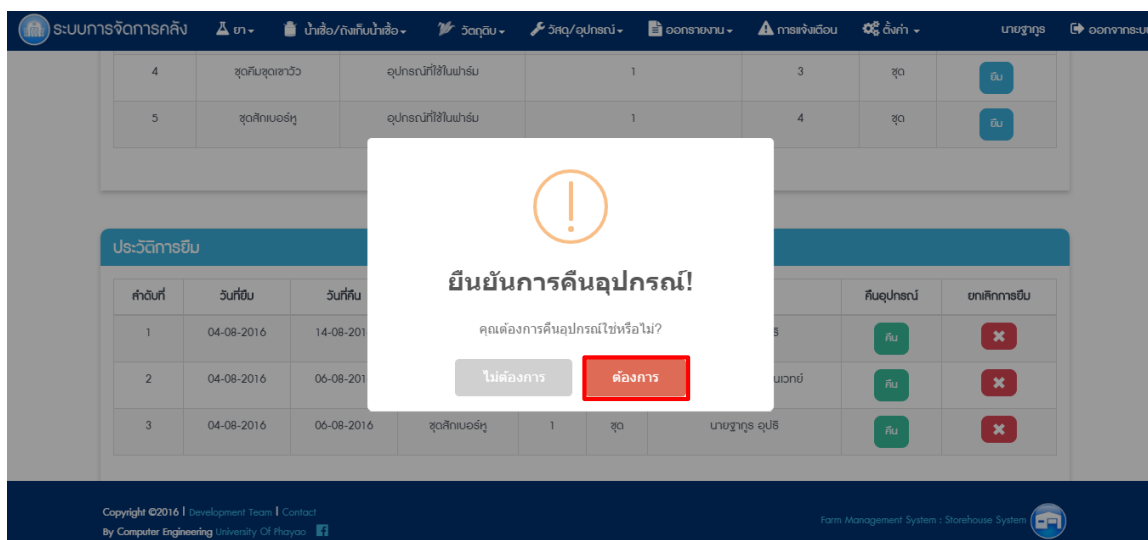 ระบบการจัดการคลัง ยา น้ำเชื้อ/ถังเก็บน้ำเชื้อ วัตถุดิบ วัสดุ/อุปกรณ์ ออกรายงาน การแจ้งเตือน ตั้งค่า นายฐากูร ออกจากระบบ
4 ชุดคีมขุดเขาวัว อุปกรณ์ที่ใช้ในฟาร์ม 1 3 ชุด ยืม
5 ชุดสักเบอร์หู อุปกรณ์ที่ใช้ในฟาร์ม 1 4 ชุด ยืม
ประวัติการยืม
ยืนยันการคืนอุปกรณ์!
ลำดับที่ วันที่ยืม วันที่คืน คืนอุปกรณ์ ยกเลิกการยืม
คุณต้องการคืนอุปกรณ์ใช่หรือไม่?
1 04-08-2016 14-08-201 คืน
ไม่ต้องการ ต้องการ
2 04-08-2016 06-08-201 คืน
3 04-08-2016 06-08-2016 ชุดสักเบอร์หู 1 ชุด นายฐากูร อุปธิ คืน
Copyright ©2016 | Development Team | Contact
By Computer Engineering University Of Phayao
Farm Management System : Storehouse System